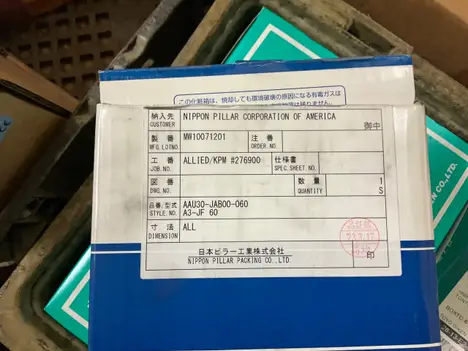 この化粧箱は、焼却しても環境破壊の原因になる有毒ガスは
納入先 CUSTOMER NIPPON PILLAR CORPORATION OF AMERICA 御中
製番 MFG.LOT NO. MW10071201 注番 ORDER NO.
工番 JOB NO. ALLIED/KPM #276900 仕様書 SPEC.SHEET NO.
図番 DRG.NO. 数量 QUANTITY 1 S
品番.型式 STYLE NO. AAU30-JAB00-060
A3-JF 60
寸法 DIMENSION ALL
日本ピラー工業株式会社
NIPPON PILLAR PACKING CO.,LTD.
印
CO., LTD.